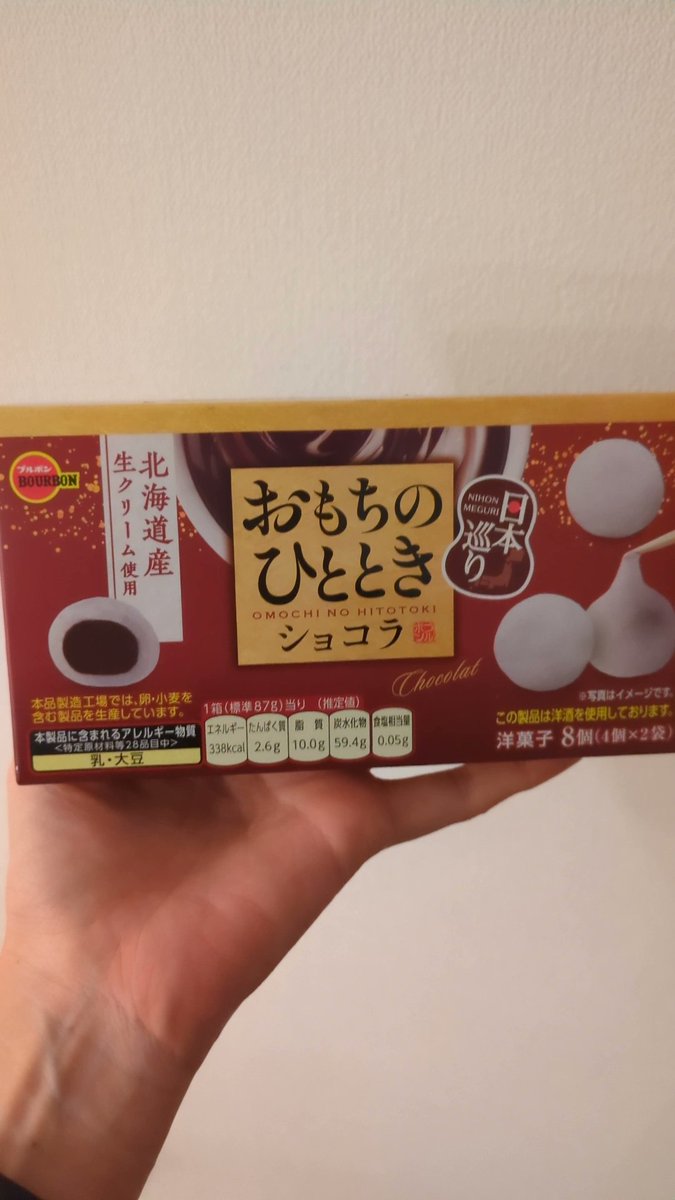 ブルボン
BOURBON
北海道産
生クリーム使用
おもちの
ひととき
OMOCHI NO HITOTOKI
ショコラ
NIHON
MEGURI
日本
巡り
Chocolat
※写真はイメージです。
本品製造工場では、卵・小麦を
含む製品を生産しています。
本製品に含まれるアレルギー物質
<特定原材料等28品目中>
乳・大豆
1箱(標準87g)当り (推定値)
エネルギー たんぱく質 脂質 炭水化物 食塩相当量
338kcal 2.6g 10.0g 59.4g 0.05g
この製品は洋酒を使用しております。
洋菓子 8個(4個×2袋)